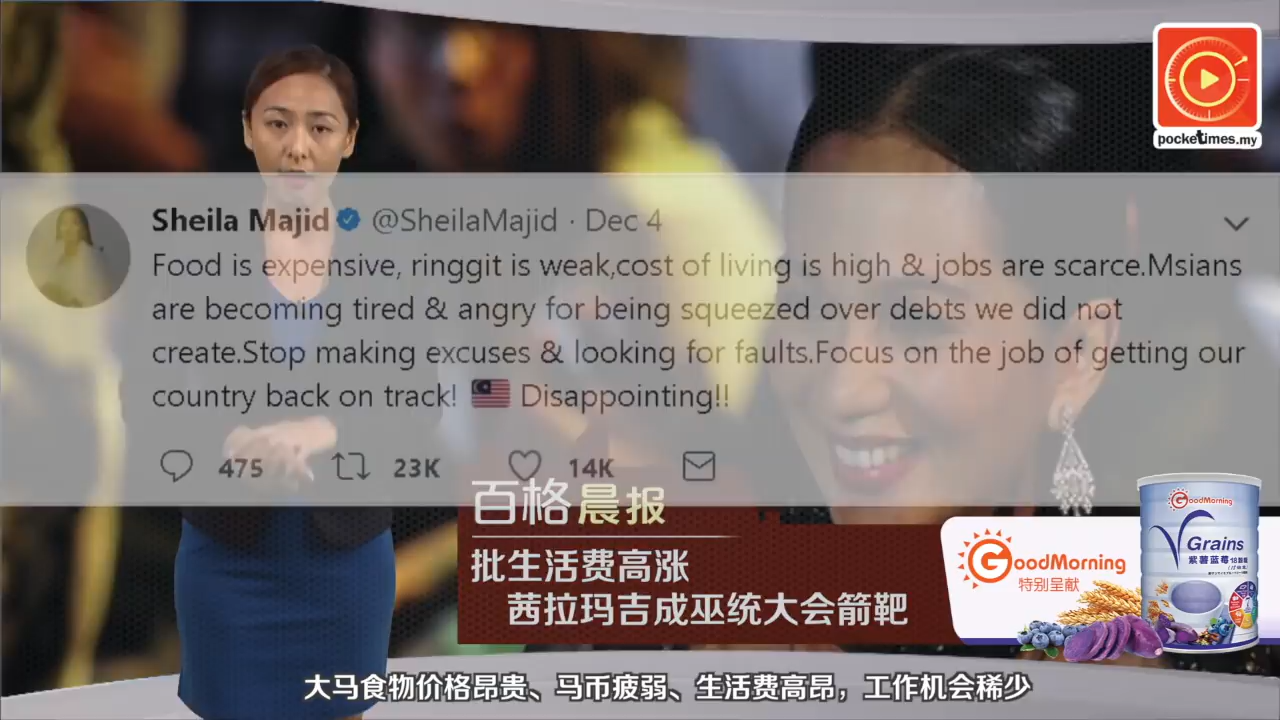 pocketimes.my
Sheila Majid @SheilaMajid · Dec 4
Food is expensive, ringgit is weak,cost of living is high & jobs are scarce.Msians
are becoming tired & angry for being squeezed over debts we did not
create.Stop making excuses & looking for faults.Focus on the job of getting our
country back on track! 🇲🇾 Disappointing!!
475 23K 14K
百格晨报
批生活费高涨
茜拉玛吉成巫统大会箭靶
GoodMorning
特别呈献
GoodMorning
VGrains
紫薯蓝莓
大马食物价格昂贵、马币疲弱、生活费高昂，工作机会稀少